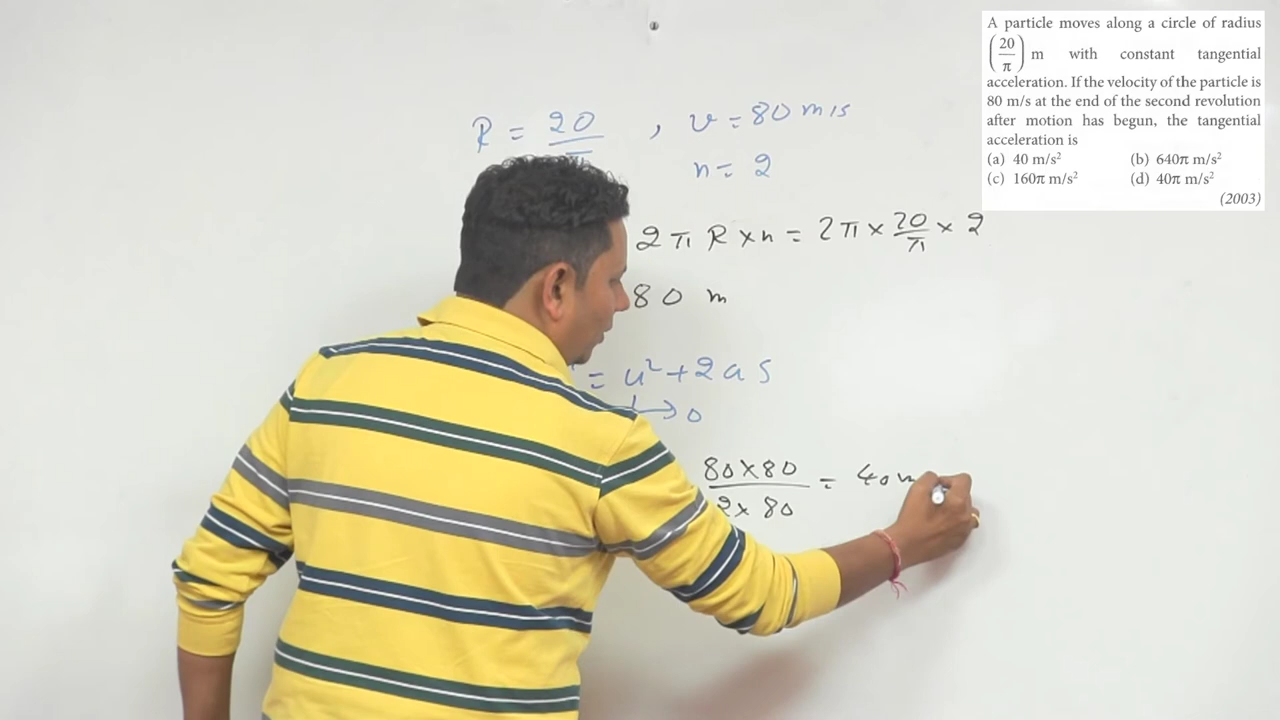 A particle moves along a circle of radius
(20/π) m with constant tangential
acceleration. If the velocity of the particle is
80 m/s at the end of the second revolution
after motion has begun, the tangential
acceleration is
(a) 40 m/s² (b) 640π m/s²
(c) 160π m/s² (d) 40π m/s²
(2003)
R = 20/ , v = 80 m/s
n = 2
2πR×n = 2π × 20/π × 2
80 m
= u² + 2as
→ 0
80×80/2×80 = 40